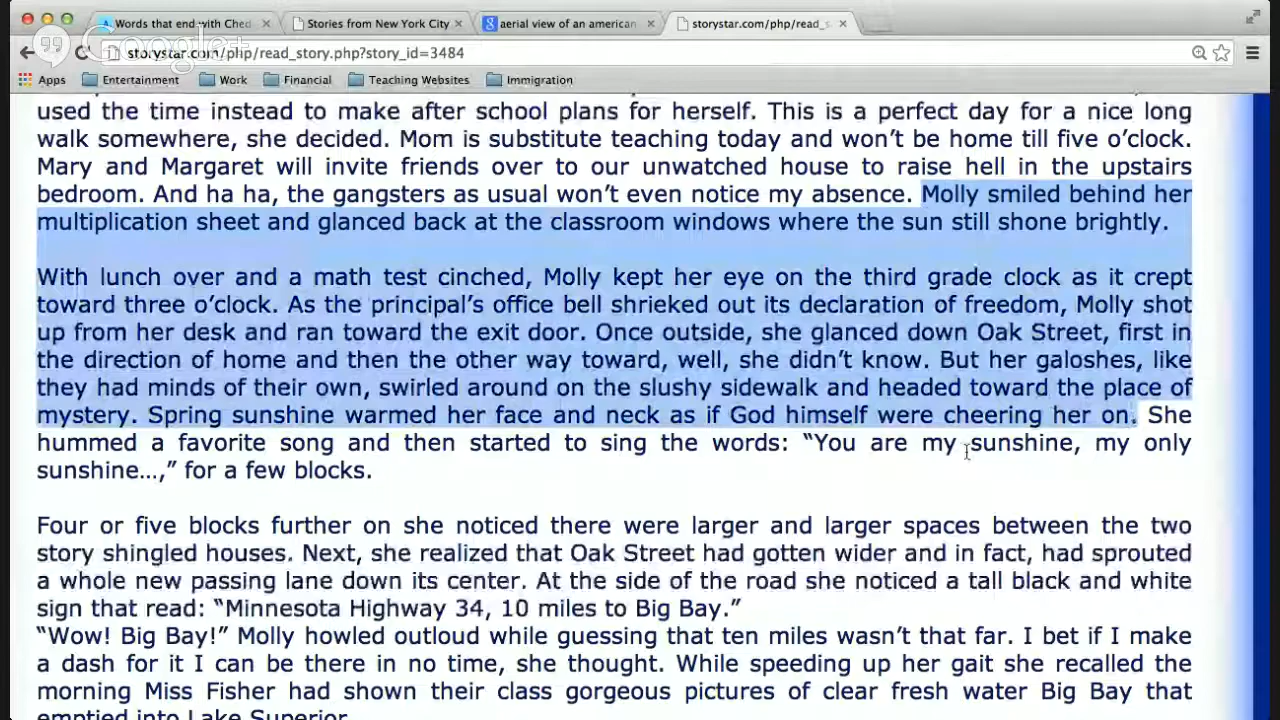 Words that end with Ched
Stories from New York City
aerial view of an american
storystar.com/php/read_s
Google+
storystar.com/php/read_story.php?story_id=3484
Apps Entertainment Work Financial Teaching Websites Immigration
used the time instead to make after school plans for herself. This is a perfect day for a nice long
walk somewhere, she decided. Mom is substitute teaching today and won’t be home till five o’clock.
Mary and Margaret will invite friends over to our unwatched house to raise hell in the upstairs
bedroom. And ha ha, the gangsters as usual won’t even notice my absence. Molly smiled behind her
multiplication sheet and glanced back at the classroom windows where the sun still shone brightly.
With lunch over and a math test cinched, Molly kept her eye on the third grade clock as it crept
toward three o’clock. As the principal’s office bell shrieked out its declaration of freedom, Molly shot
up from her desk and ran toward the exit door. Once outside, she glanced down Oak Street, first in
the direction of home and then the other way toward, well, she didn’t know. But her galoshes, like
they had minds of their own, swirled around on the slushy sidewalk and headed toward the place of
mystery. Spring sunshine warmed her face and neck as if God himself were cheering her on. She
hummed a favorite song and then started to sing the words: “You are my sunshine, my only
sunshine…,” for a few blocks.
Four or five blocks further on she noticed there were larger and larger spaces between the two
story shingled houses. Next, she realized that Oak Street had gotten wider and in fact, had sprouted
a whole new passing lane down its center. At the side of the road she noticed a tall black and white
sign that read: “Minnesota Highway 34, 10 miles to Big Bay.”
“Wow! Big Bay!” Molly howled outloud while guessing that ten miles wasn’t that far. I bet if I make
a dash for it I can be there in no time, she thought. While speeding up her gait she recalled the
morning Miss Fisher had shown their class gorgeous pictures of clear fresh water Big Bay that
emptied into Lake Superior.